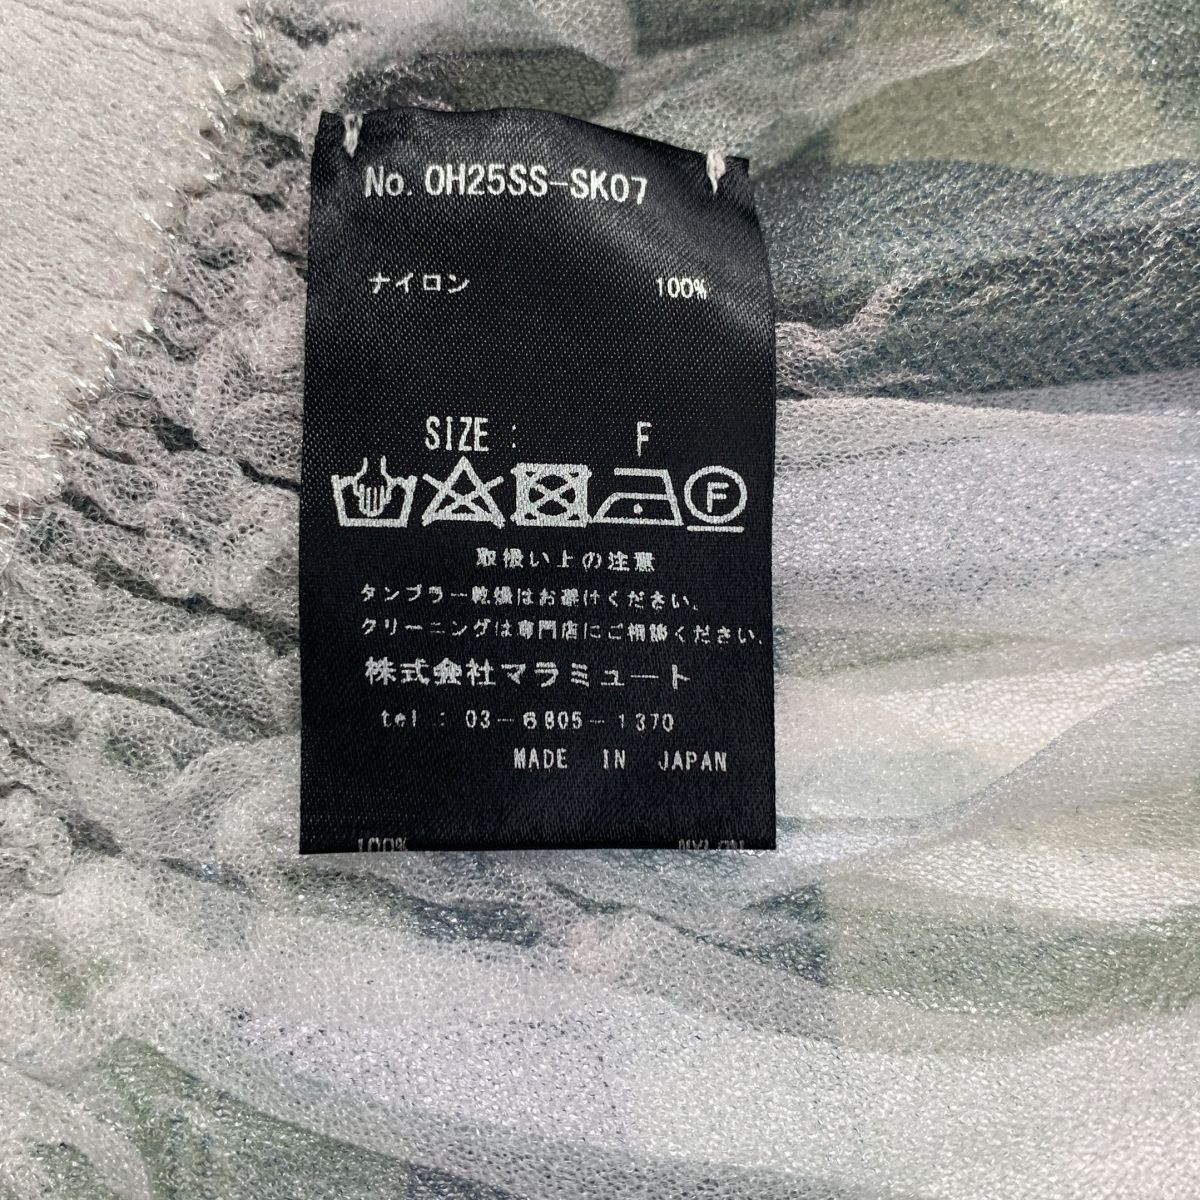 No. OH25SS-SK07
ナイロン 100%
SIZE : F
F
取扱い上の注意
タンブラー乾燥はお避けください.
クリーニングは専門店にご相談ください.
株式会社マラミュート
tel : 03-6805-1370
MADE IN JAPAN
100% NYLON